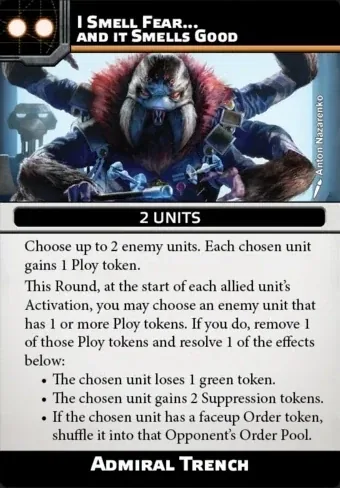 I Smell Fear...
and it Smells Good
Anton Nazarenko
2 UNITS
Choose up to 2 enemy units. Each chosen unit
gains 1 Ploy token.
This Round, at the start of each allied unit's
Activation, you may choose an enemy unit that
has 1 or more Ploy tokens. If you do, remove 1
of those Ploy tokens and resolve 1 of the effects
below:
• The chosen unit loses 1 green token.
• The chosen unit gains 2 Suppression tokens.
• If the chosen unit has a faceup Order token,
shuffle it into that Opponent's Order Pool.
Admiral Trench